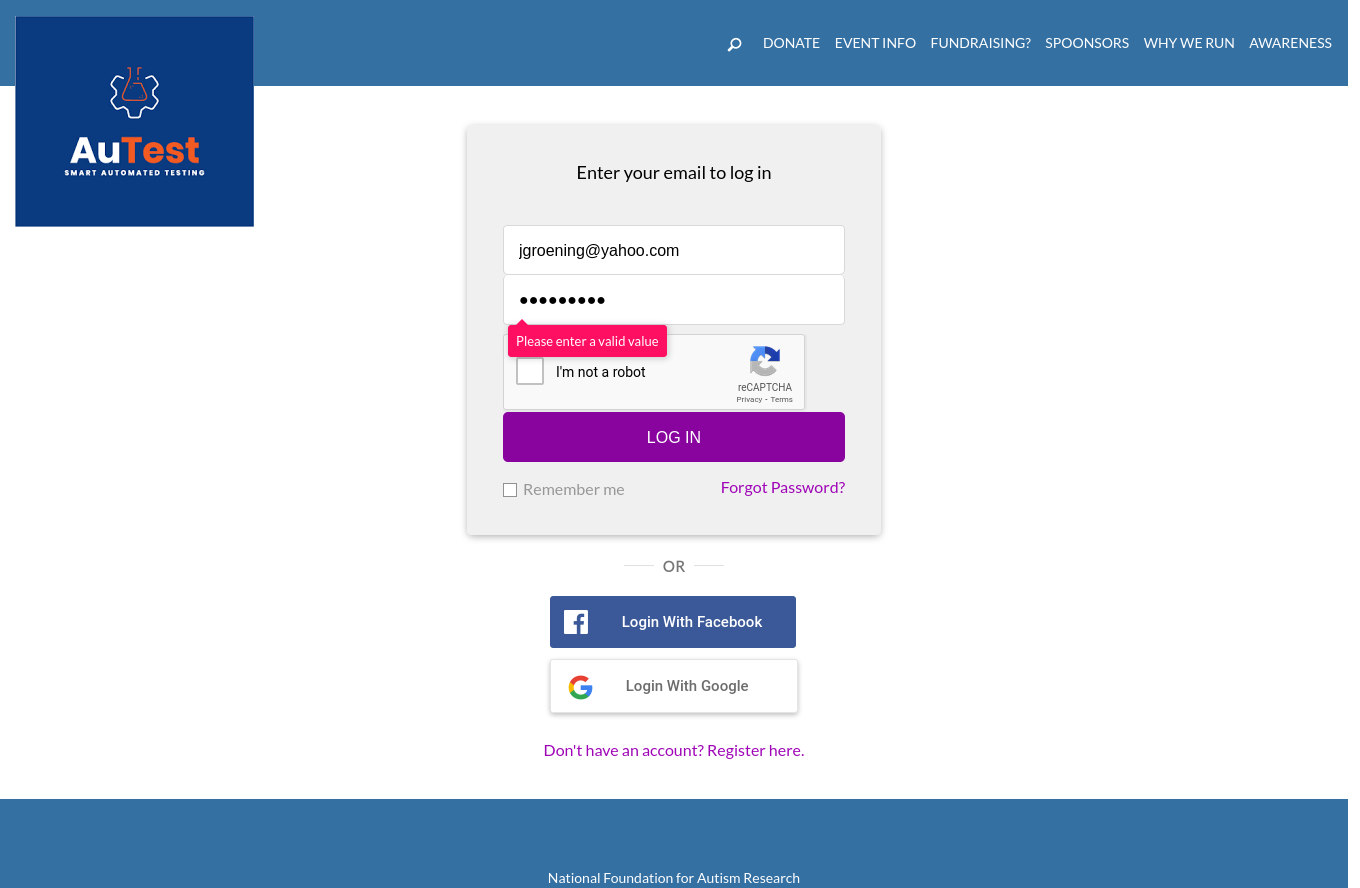 DONATE EVENT INFO FUNDRAISING? SPOONSORS WHY WE RUN AWARENESS
AuTest
SMART AUTOMATED TESTING
Enter your email to log in
jgroening@yahoo.com
•••••••••
Please enter a valid value
I'm not a robot
reCAPTCHA
Privacy - Terms
LOG IN
Remember me
Forgot Password?
OR
Login With Facebook
Login With Google
Don't have an account? Register here.
National Foundation for Autism Research